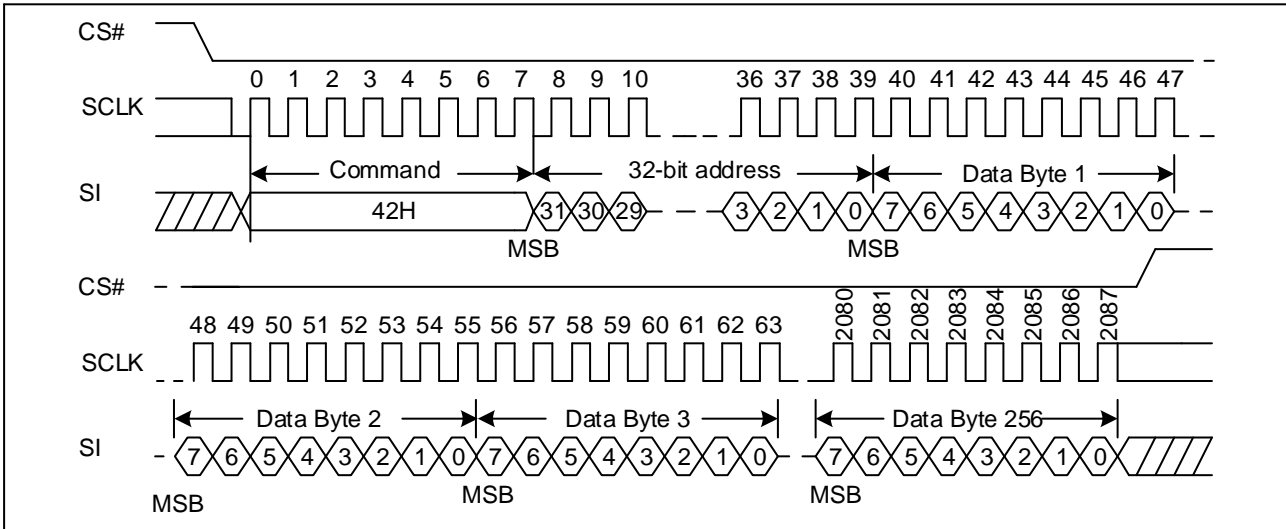 CS#
0 1 2 3 4 5 6 7 8 9 10 36 37 38 39 40 41 42 43 44 45 46 47
SCLK
Command 32-bit address Data Byte 1
SI 42H 31 30 29 3 2 1 0 7 6 5 4 3 2 1 0
MSB MSB
CS#
48 49 50 51 52 53 54 55 56 57 58 59 60 61 62 63 2080 2081 2082 2083 2084 2085 2086 2087
SCLK
Data Byte 2 Data Byte 3 Data Byte 256
SI 7 6 5 4 3 2 1 0 7 6 5 4 3 2 1 0 7 6 5 4 3 2 1 0
MSB MSB MSB